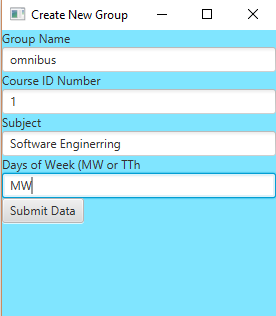 Create New Group
Group Name
omnibus
Course ID Number
1
Subject
Software Enginerring
Days of Week (MW or TTh
MW
Submit Data